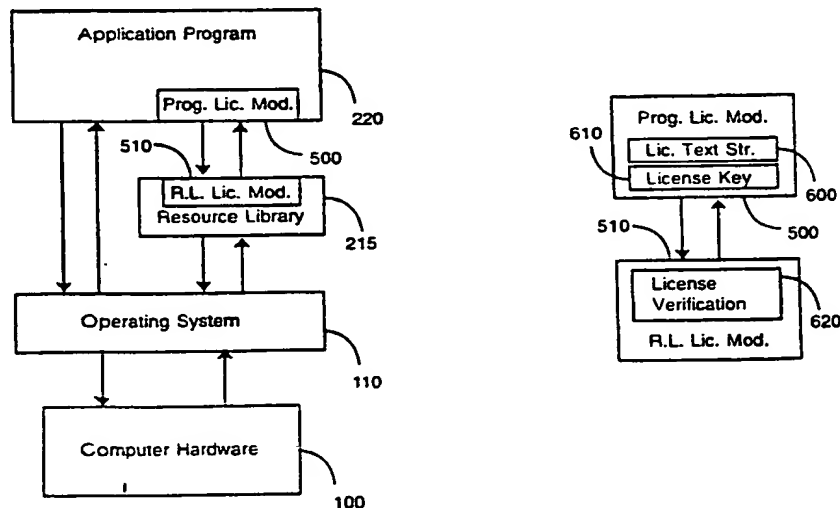 Application Program
Prog. Lic. Mod.
220
510
500
R.L. Lic. Mod.
Resource Library
215
Operating System
110
Computer Hardware
100
Prog. Lic. Mod.
610
Lic. Text Str.
License Key
600
510
500
License
Verification
620
R.L. Lic. Mod.